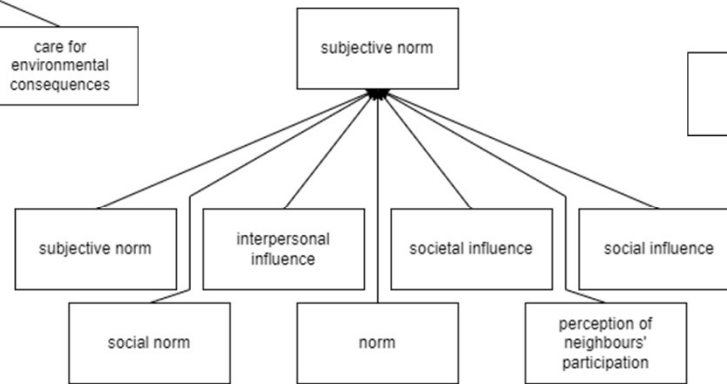 care for
environmental
consequences
subjective norm
subjective norm
interpersonal
influence
societal influence
social influence
social norm
norm
perception of
neighbours'
participation